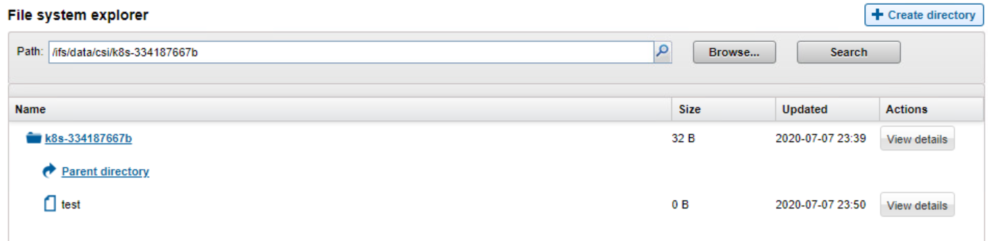 File system explorer
Create directory
Path: /ifs/data/csi/k8s-334187667b Browse... Search
Name Size Updated Actions
k8s-334187667b 32 B 2020-07-07 23:39 View details
Parent directory
test 0 B 2020-07-07 23:50 View details